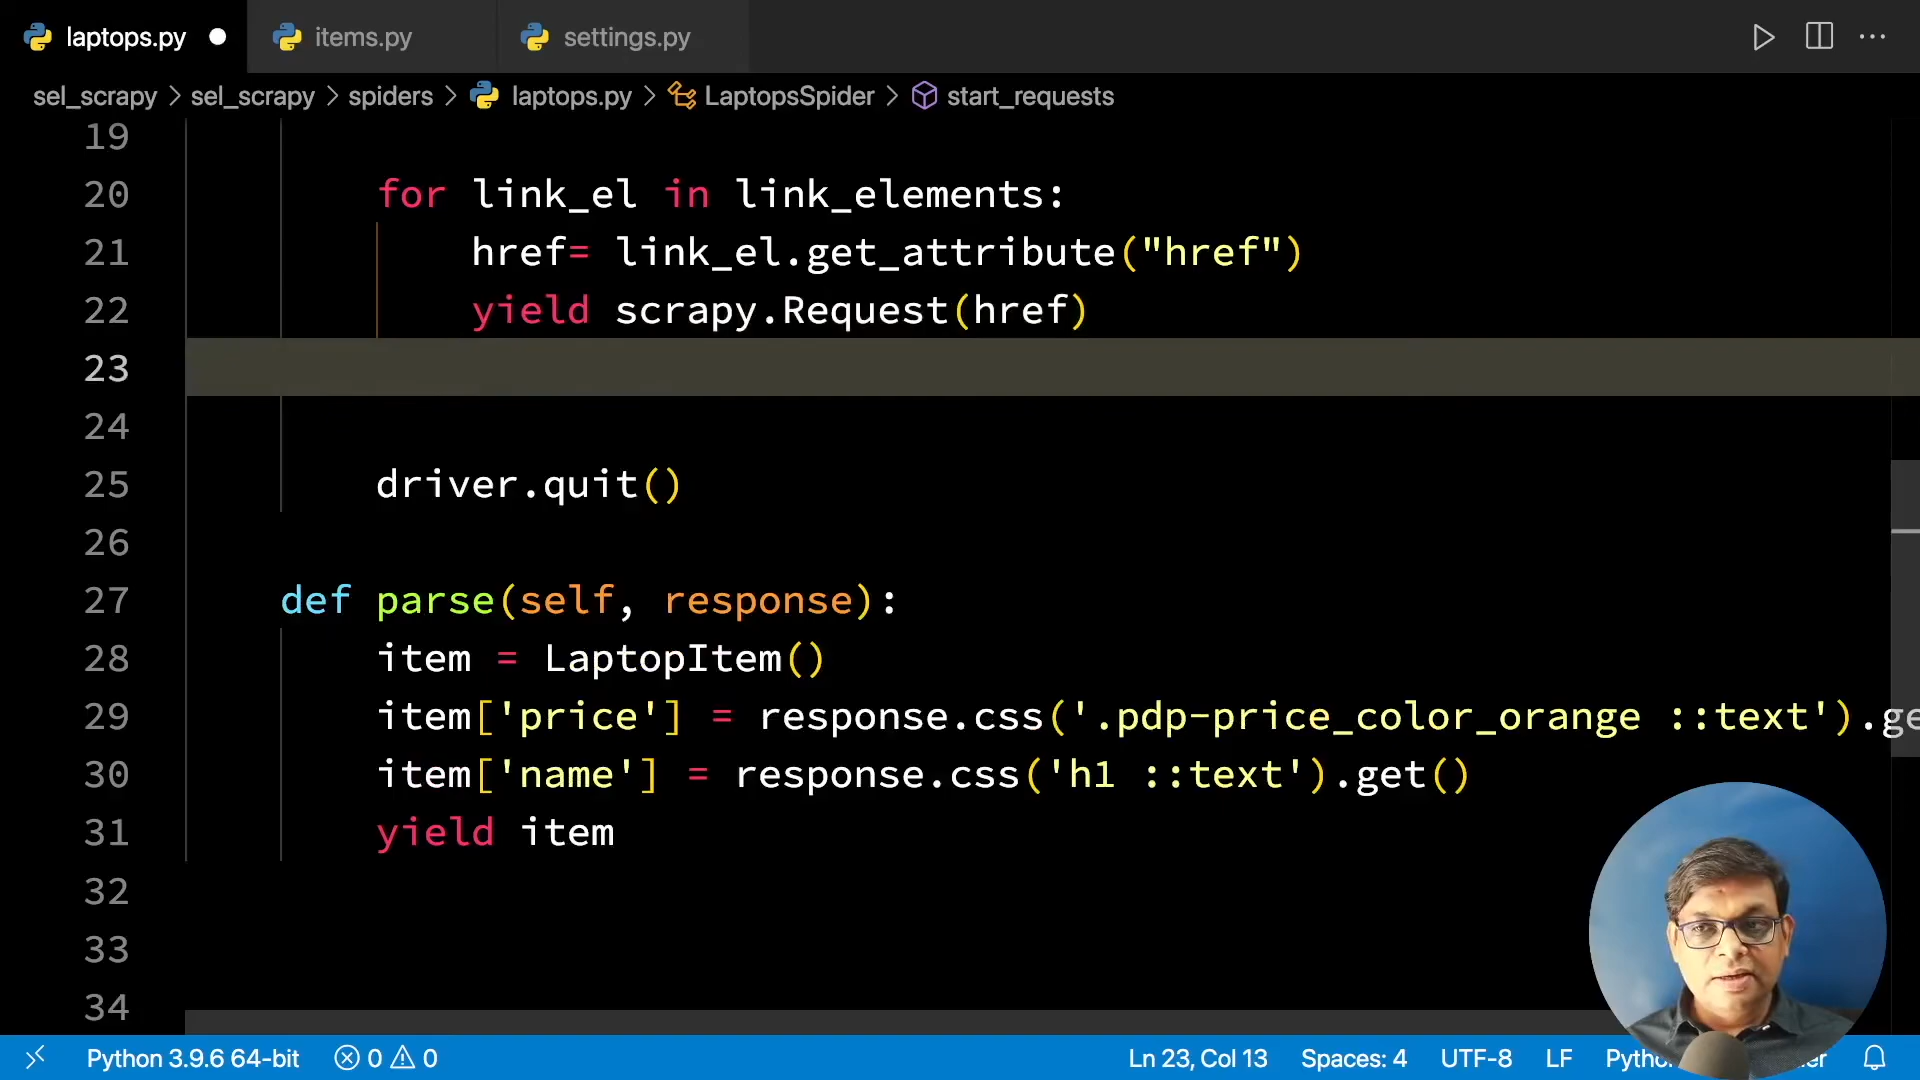 laptops.py items.py settings.py
sel_scrapy > sel_scrapy > spiders > laptops.py > LaptopsSpider > start_requests
19
20 for link_el in link_elements:
21 href= link_el.get_attribute("href")
22 yield scrapy.Request(href)
23
24
25 driver.quit()
26
27 def parse(self, response):
28 item = LaptopItem()
29 item['price'] = response.css('.pdp-price_color_orange ::text').ge
30 item['name'] = response.css('h1 ::text').get()
31 yield item
32
33
34
Python 3.9.6 64-bit 0 0 Ln 23, Col 13 Spaces: 4 UTF-8 LF